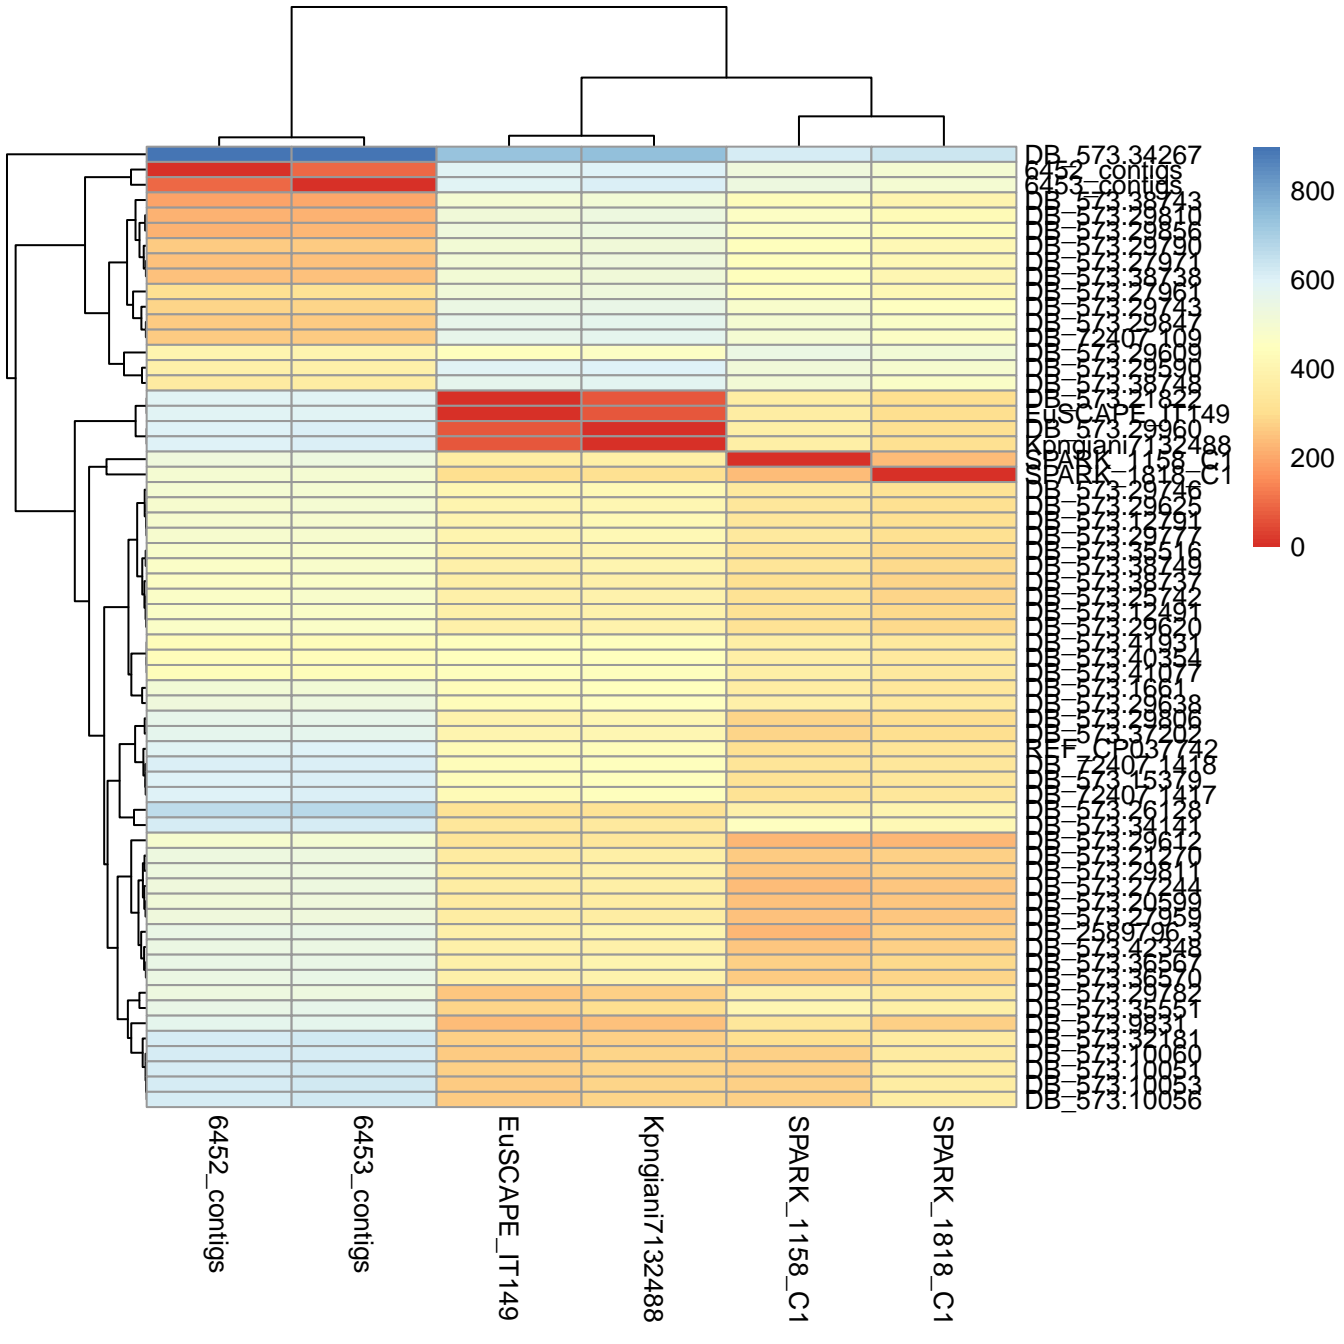 DB_573.34267
6452_contigs
6453_contigs
DB_573.38743
DB_573.29810
DB_573.29856
DB_573.29790
DB_573.27971
DB_573.38738
DB_573.27961
DB_573.29743
DB_573.29847
DB_72407.109
DB_573.29609
DB_573.29590
DB_573.38748
DB_573.21822
EuSCAPE_IT149
DB_573.29960
Kpngiani7132488
SPARK_1158_C1
SPARK_1818_C1
DB_573.29746
DB_573.29625
DB_573.12791
DB_573.29777
DB_573.35516
DB_573.38749
DB_573.38737
DB_573.25742
DB_573.12491
DB_573.29620
DB_573.41931
DB_573.40354
DB_573.41077
DB_573.1661
DB_573.29638
DB_573.29806
DB_573.37202
REF_CP037742
DB_72407.1418
DB_573.15379
DB_72407.1417
DB_573.26128
DB_573.34141
DB_573.29612
DB_573.21270
DB_573.29811
DB_573.27244
DB_573.20599
DB_573.27959
DB_2589796.3
DB_573.42348
DB_573.36567
DB_573.36570
DB_573.29782
DB_573.35551
DB_573.9831
DB_573.32181
DB_573.10060
DB_573.10051
DB_573.10053
DB_573.10056
800
600
400
200
0
6452_contigs
6453_contigs
EuSCAPE_IT149
Kpngiani7132488
SPARK_1158_C1
SPARK_1818_C1